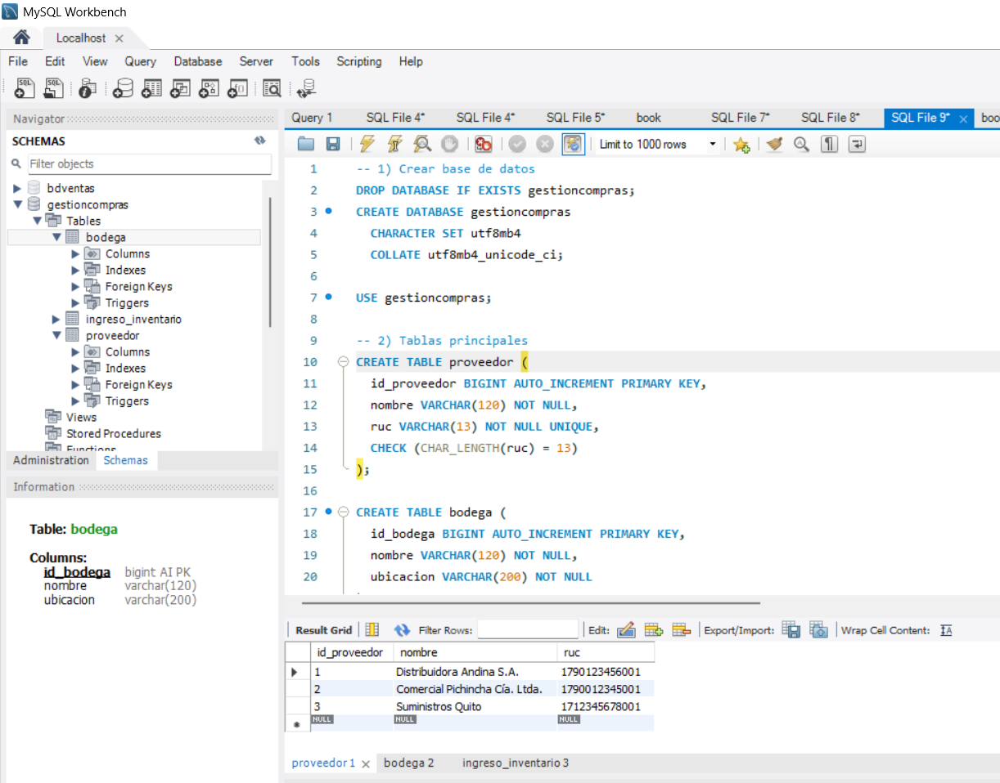 MySQL Workbench
Localhost
File Edit View Query Database Server Tools Scripting Help
Navigator
SCHEMAS
Filter objects
bdventas
gestioncompras
Tables
bodega
Columns
Indexes
Foreign Keys
Triggers
ingreso_inventario
proveedor
Columns
Indexes
Foreign Keys
Triggers
Views
Stored Procedures
Functions
Administration Schemas
Information
Table: bodega
Columns:
id_bodega bigint AI PK
nombre varchar(120)
ubicacion varchar(200)
Query 1 SQL File 4* SQL File 4* SQL File 5* book SQL File 7* SQL File 8* SQL File 9* boo
Limit to 1000 rows
1 -- 1) Crear base de datos
2 DROP DATABASE IF EXISTS gestioncompras;
3 CREATE DATABASE gestioncompras
4 CHARACTER SET utf8mb4
5 COLLATE utf8mb4_unicode_ci;
6
7 USE gestioncompras;
8
9 -- 2) Tablas principales
10 CREATE TABLE proveedor (
11 id_proveedor BIGINT AUTO_INCREMENT PRIMARY KEY,
12 nombre VARCHAR(120) NOT NULL,
13 ruc VARCHAR(13) NOT NULL UNIQUE,
14 CHECK (CHAR_LENGTH(ruc) = 13)
15 );
16
17 CREATE TABLE bodega (
18 id_bodega BIGINT AUTO_INCREMENT PRIMARY KEY,
19 nombre VARCHAR(120) NOT NULL,
20 ubicacion VARCHAR(200) NOT NULL
Result Grid Filter Rows: Edit: Export/Import: Wrap Cell Content:
id_proveedor nombre ruc
1 Distribuidora Andina S.A. 1790123456001
2 Comercial Pichincha Cía. Ltda. 1790012345001
3 Suministros Quito 1712345678001
NULL NULL NULL
proveedor 1 bodega 2 ingreso_inventario 3